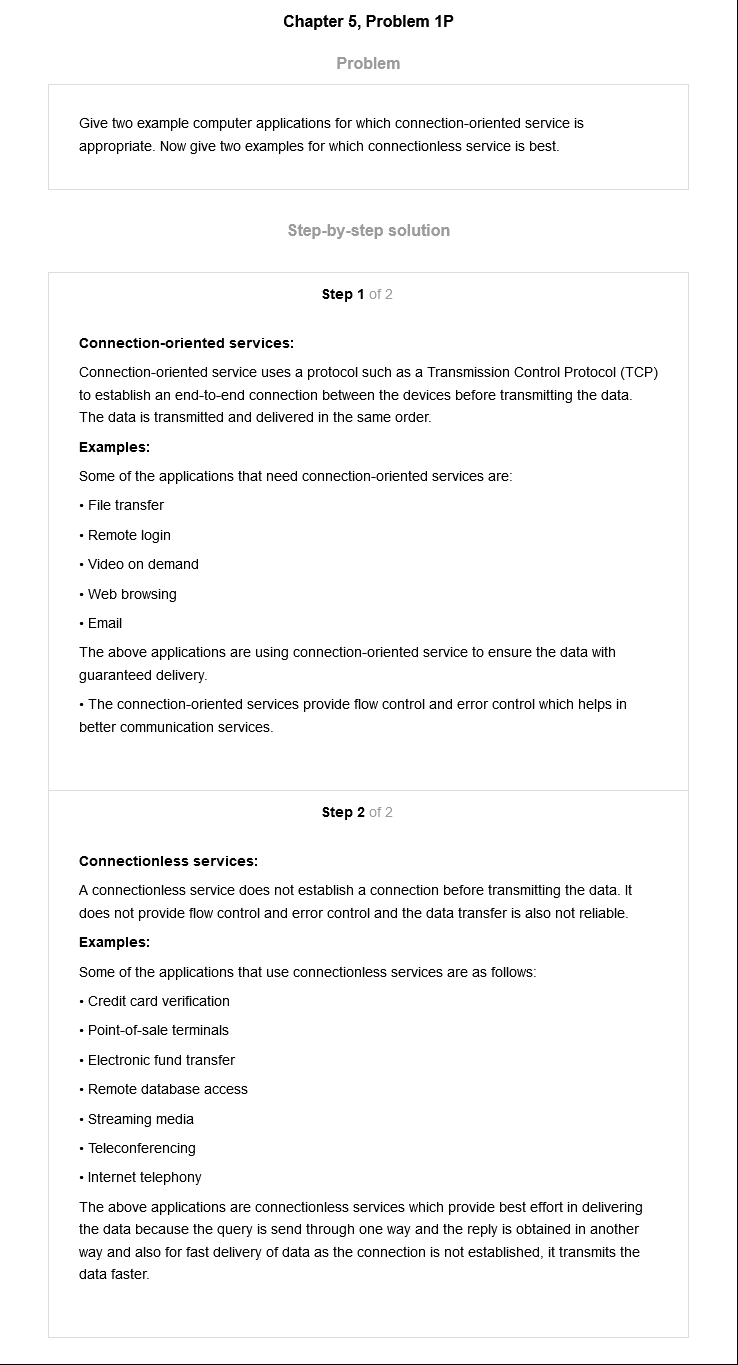 Chapter 5, Problem 1P
Problem
Give two example computer applications for which connection-oriented service is
appropriate. Now give two examples for which connectionless service is best.
Step-by-step solution
Step 1 of 2
Connection-oriented services:
Connection-oriented service uses a protocol such as a Transmission Control Protocol (TCP)
to establish an end-to-end connection between the devices before transmitting the data.
The data is transmitted and delivered in the same order.
Examples:
Some of the applications that need connection-oriented services are:
• File transfer
• Remote login
• Video on demand
• Web browsing
• Email
The above applications are using connection-oriented service to ensure the data with
guaranteed delivery.
• The connection-oriented services provide flow control and error control which helps in
better communication services.
Step 2 of 2
Connectionless services:
A connectionless service does not establish a connection before transmitting the data. It
does not provide flow control and error control and the data transfer is also not reliable.
Examples:
Some of the applications that use connectionless services are as follows:
• Credit card verification
• Point-of-sale terminals
• Electronic fund transfer
• Remote database access
• Streaming media
• Teleconferencing
• Internet telephony
The above applications are connectionless services which provide best effort in delivering
the data because the query is send through one way and the reply is obtained in another
way and also for fast delivery of data as the connection is not established, it transmits the
data faster.